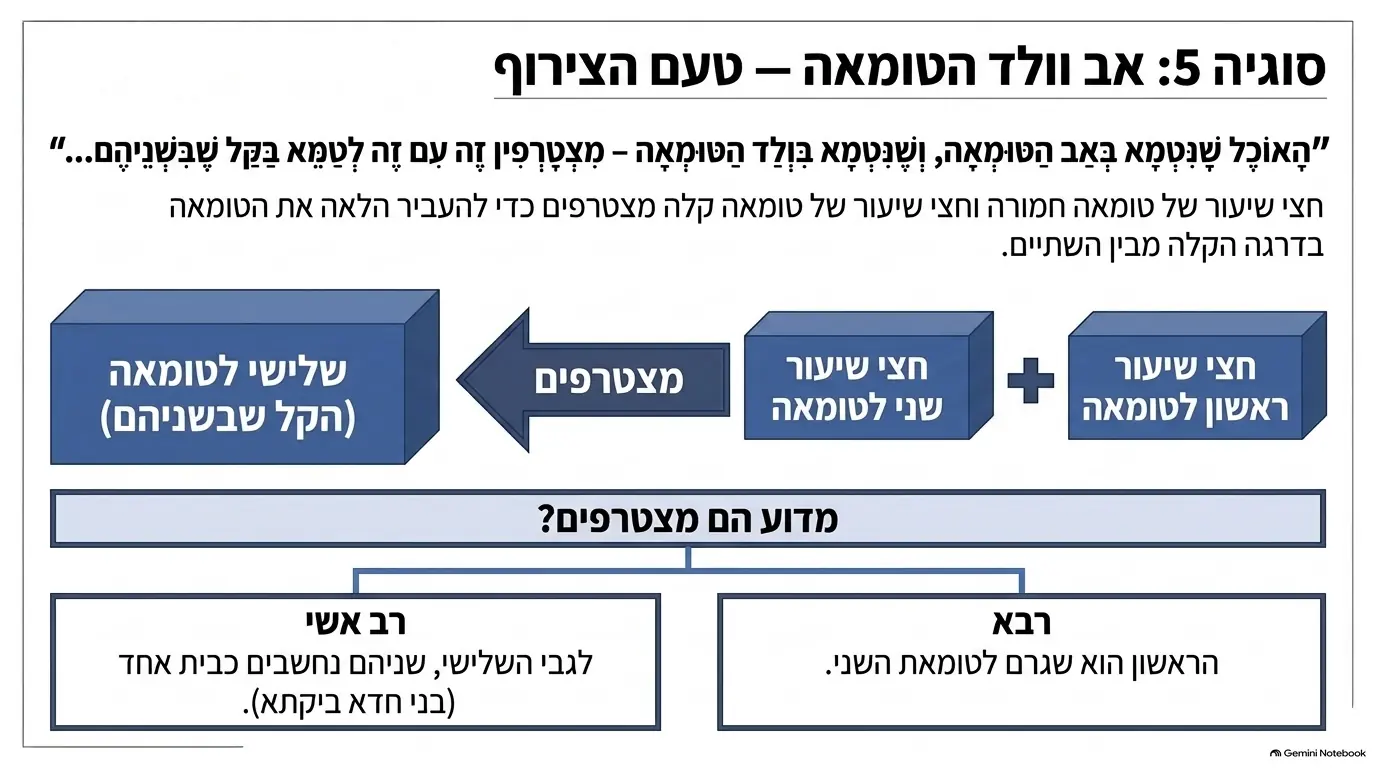 סוגיה 5: אב וולד הטומאה – טעם הצירוף
"הָאוֹכֶל שֶׁנִּטְמָא בְּאַב הַטּוּמְאָה, וְשֶׁנִּטְמָא בִּוְלַד הַטּוּמְאָה – מִצְטָרְפִין זֶה עִם זֶה לְטַמֵּא בַּקַּל שֶׁבִּשְׁנֵיהֶם..."
חצי שיעור של טומאה חמורה וחצי שיעור של טומאה קלה מצטרפים כדי להעביר הלאה את הטומאה
בדרגה הקלה מבין השתיים.
חצי שיעור
ראשון לטומאה
חצי שיעור
שני לטומאה
מצטרפים
שלישי לטומאה
(הקל שבשניהם)
מדוע הם מצטרפים?
רבא
הראשון הוא שגרם לטומאת השני.
רב אשי
לגבי השלישי, שניהם נחשבים כבית אחד
(בני חדא ביקתא).
Gemini Notebook